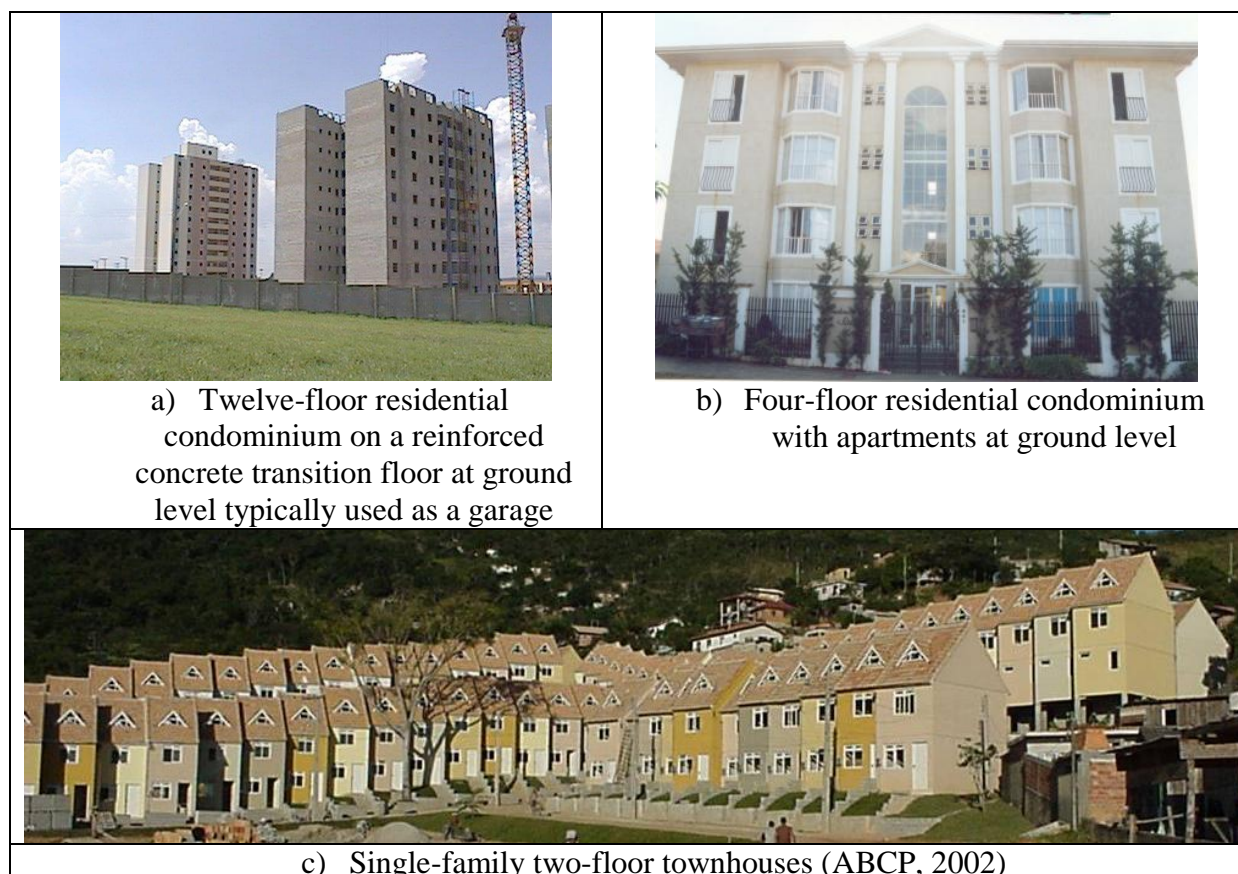 a) Twelve-floor residential
condominium on a reinforced
concrete transition floor at ground
level typically used as a garage
b) Four-floor residential condominium
with apartments at ground level
c) Single-family two-floor townhouses (ABCP, 2002)